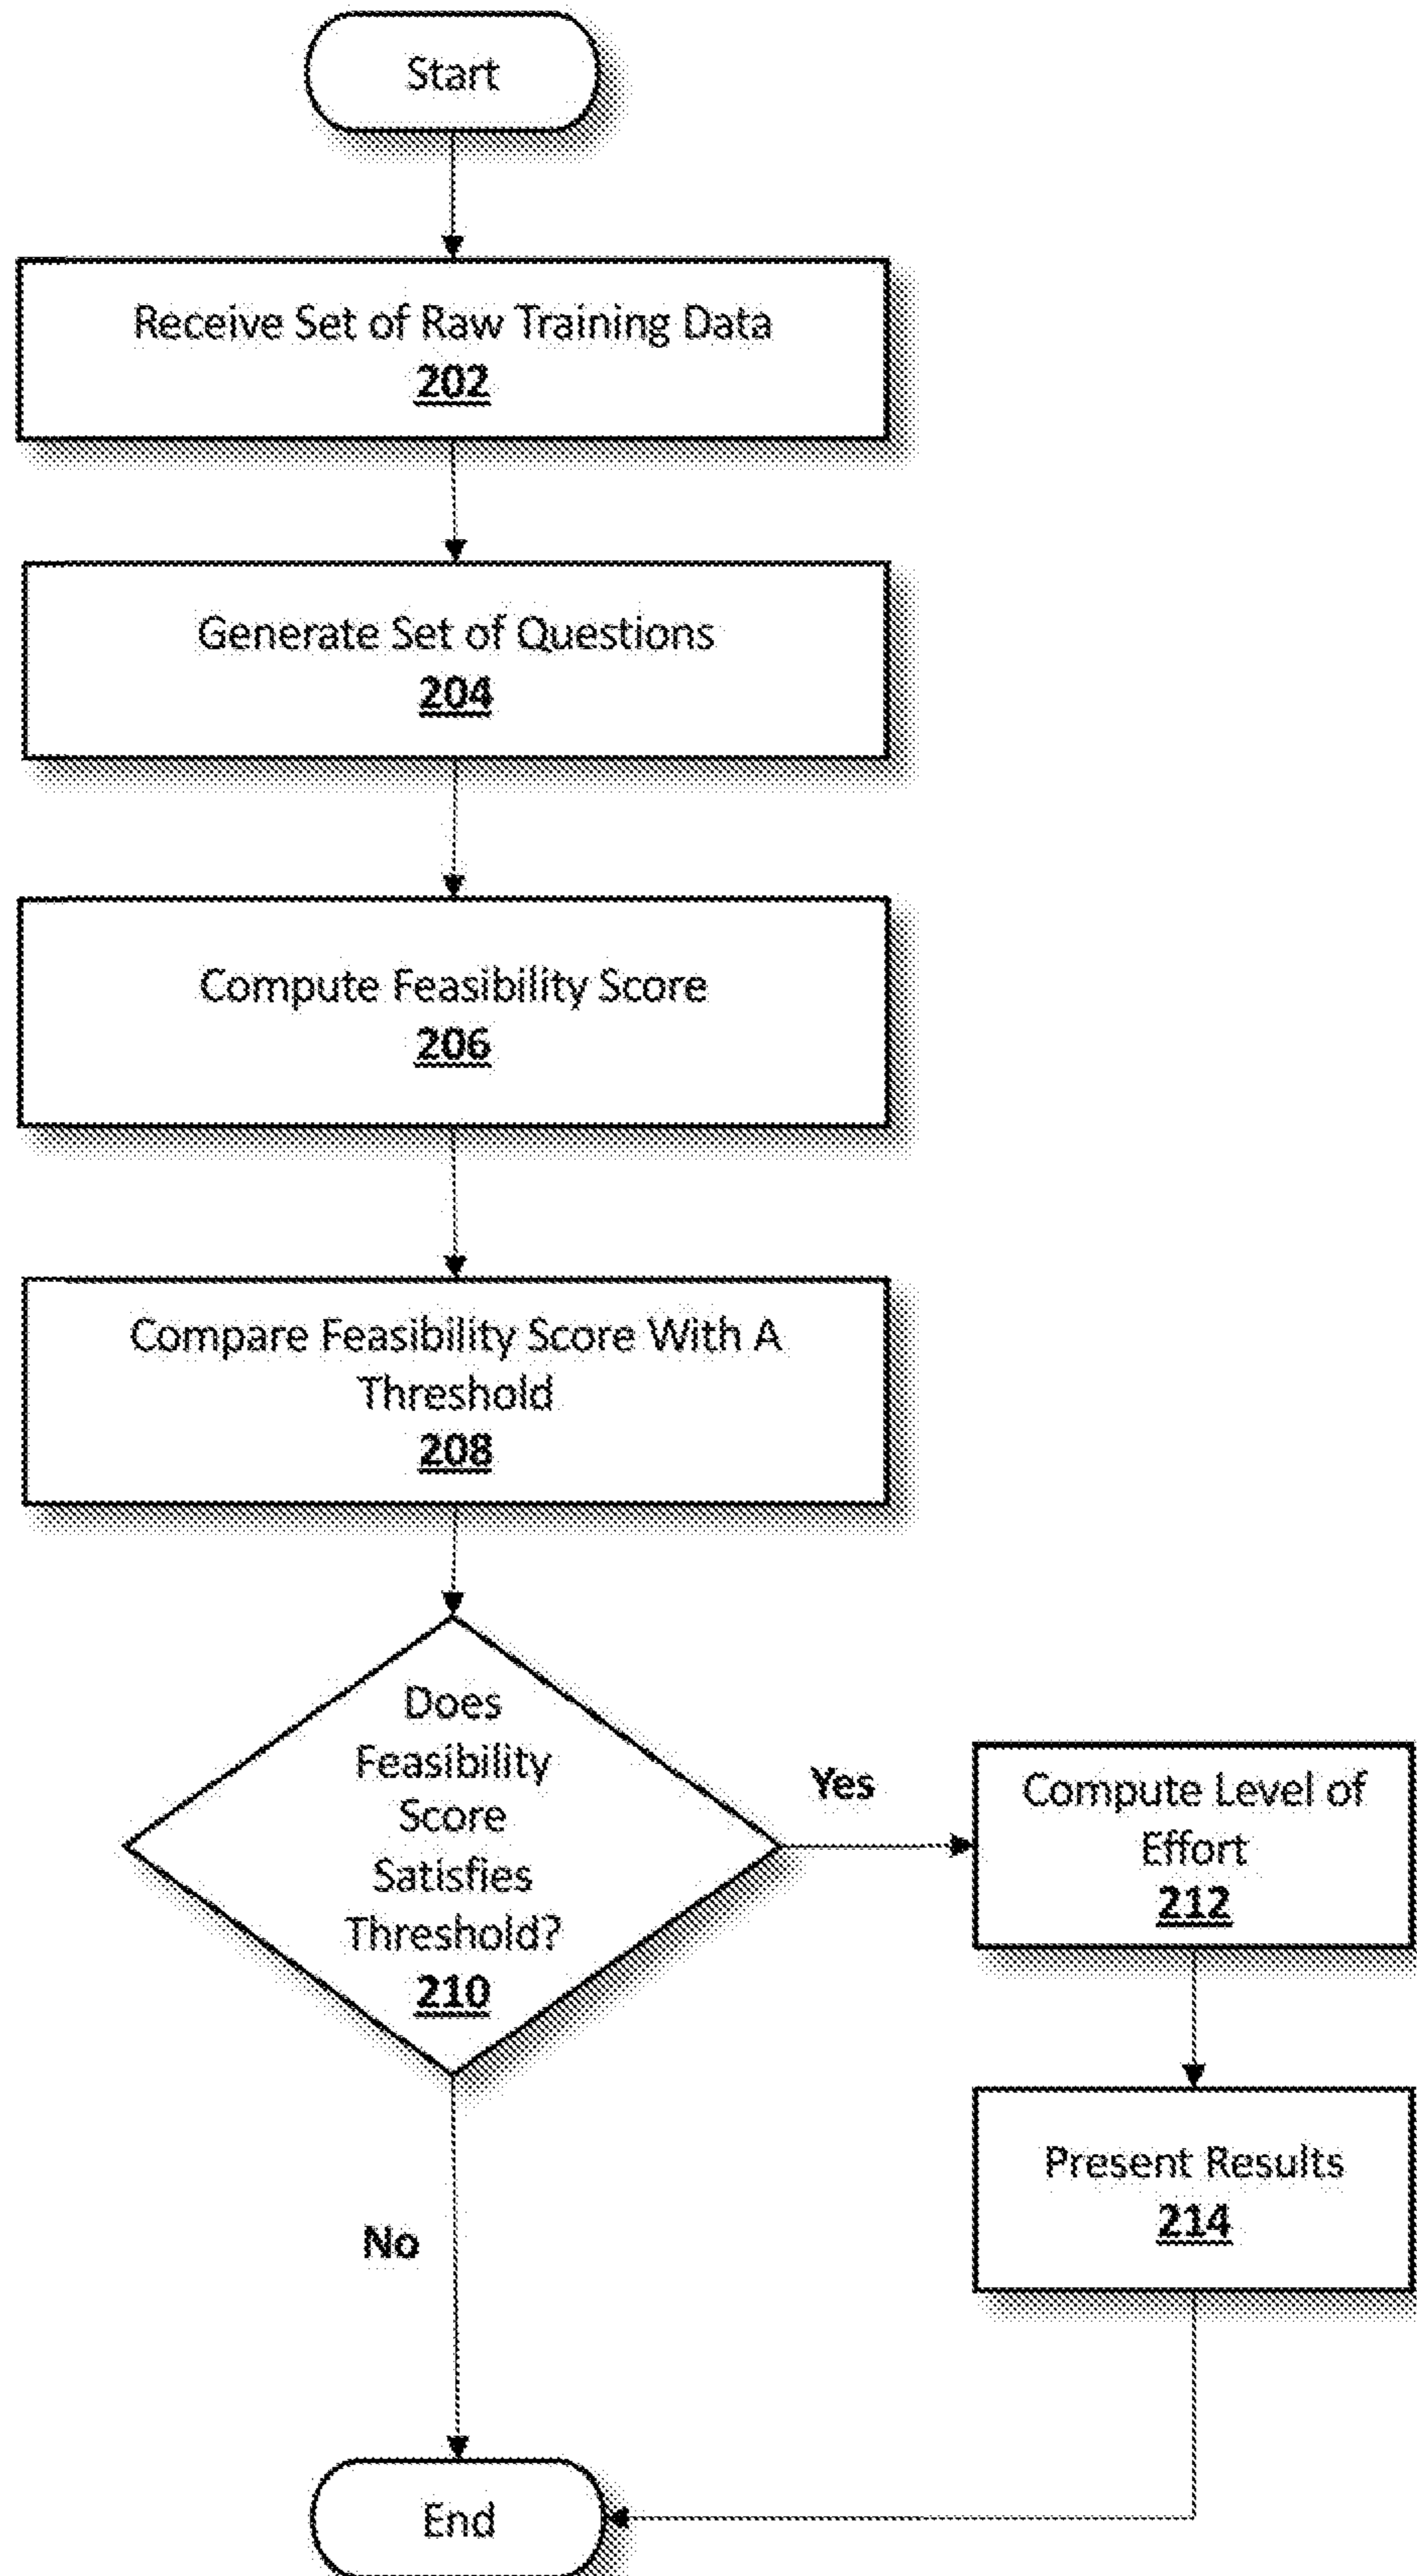 Start
Receive Set of Raw Training Data
202
Generate Set of Questions
204
Compute Feasibility Score
206
Compare Feasibility Score With A
Threshold
208
Does
Feasibility
Score
Satisfies
Threshold?
210
Yes
Compute Level of
Effort
212
Present Results
214
No
End